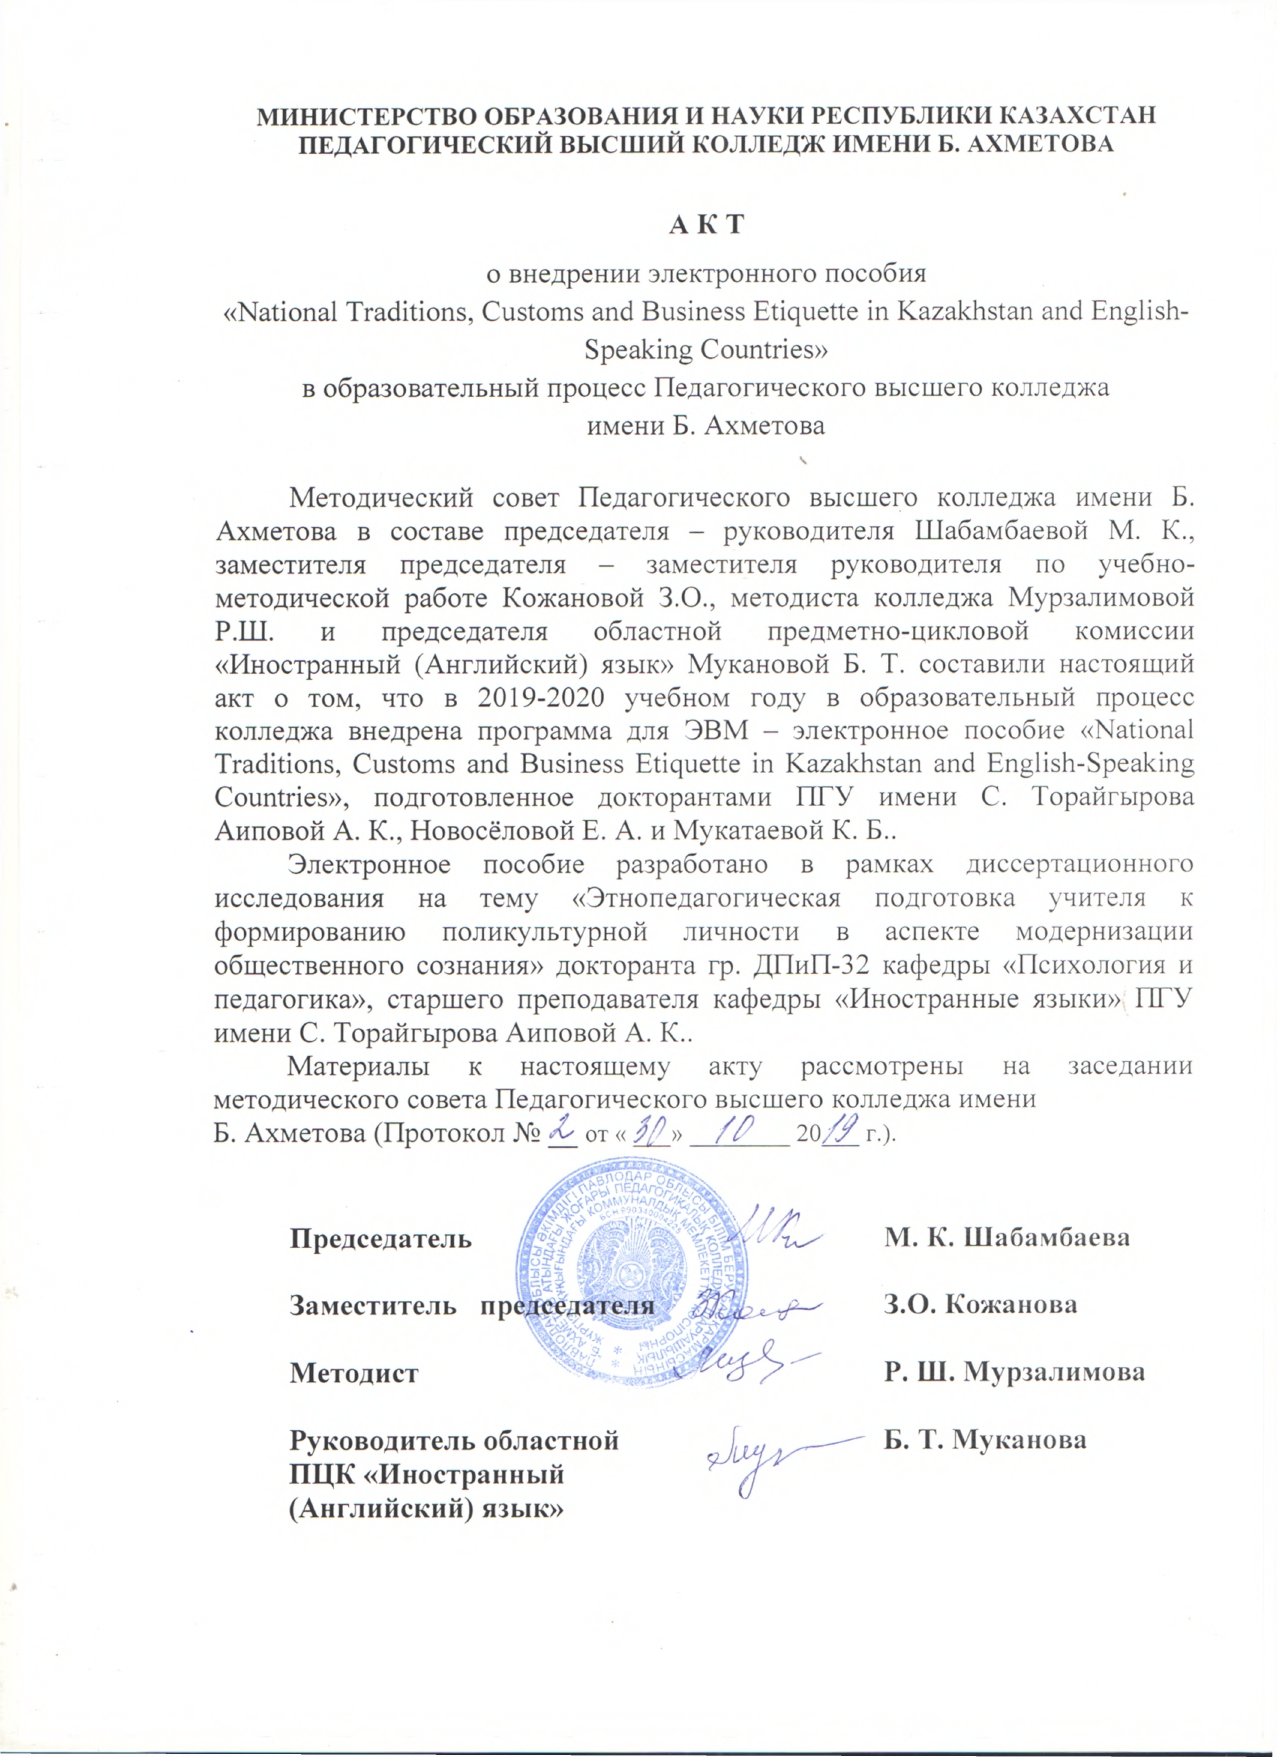 МИНИСТЕРСТВО ОБРАЗОВАНИЯ И НАУКИ РЕСПУБЛИКИ КАЗАХСТАН
ПЕДАГОГИЧЕСКИЙ ВЫСШИЙ КОЛЛЕДЖ ИМЕНИ Б. АХМЕТОВА
А К Т
о внедрении электронного пособия
«National Traditions, Customs and Business Etiquette in Kazakhstan and English-
Speaking Countries»
в образовательный процесс Педагогического высшего колледжа
имени Б. Ахметова
Методический совет Педагогического высшего колледжа имени Б.
Ахметова в составе председателя – руководителя Шабамбаевой М. К.,
заместителя председателя – заместителя руководителя по учебно-
методической работе Кожановой З.О., методиста колледжа Мурзалимовой
Р.Ш. и председателя областной предметно-цикловой комиссии
«Иностранный (Английский) язык» Мукановой Б. Т. составили настоящий
акт о том, что в 2019-2020 учебном году в образовательный процесс
колледжа внедрена программа для ЭВМ – электронное пособие «National
Traditions, Customs and Business Etiquette in Kazakhstan and English-Speaking
Countries», подготовленное докторантами ПГУ имени С. Торайгырова
Аиповой А. К., Новосёловой Е. А. и Мукатаевой К. Б..
Электронное пособие разработано в рамках диссертационного
исследования на тему «Этнопедагогическая подготовка учителя к
формированию поликультурной личности в аспекте модернизации
общественного сознания» докторанта гр. ДПиП-32 кафедры «Психология и
педагогика», старшего преподавателя кафедры «Иностранные языки» ПГУ
имени С. Торайгырова Аиповой А. К..
Материалы к настоящему акту рассмотрены на заседании
методического совета Педагогического высшего колледжа имени
Б. Ахметова (Протокол № 2 от « 30 » 10 2019 г.).
Председатель М. К. Шабамбаева
Заместитель председателя З.О. Кожанова
Методист Р. Ш. Мурзалимова
Руководитель областной Б. Т. Муканова
ПЦК «Иностранный
(Английский) язык»